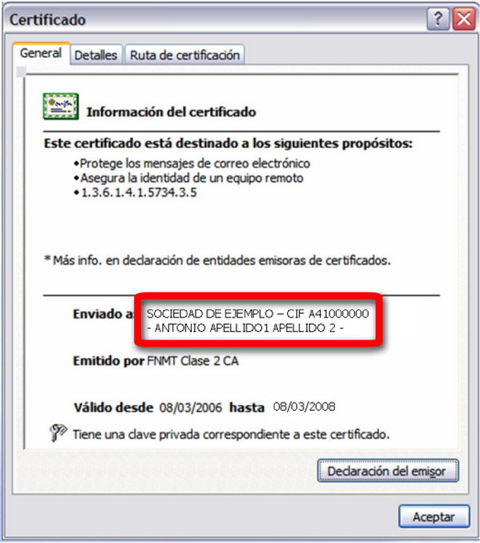 Certificado
General Detalles Ruta de certificación
Información del certificado
Este certificado está destinado a los siguientes propósitos:
•Protege los mensajes de correo electrónico
•Asegura la identidad de un equipo remoto
•1.3.6.1.4.1.5734.3.5
* Más info. en declaración de entidades emisoras de certificados.
Enviado a: SOCIEDAD DE EJEMPLO – CIF A41000000
- ANTONIO APELLIDO1 APELLIDO 2 -
Emitido por FNMT Clase 2 CA
Válido desde 08/03/2006 hasta 08/03/2008
Tiene una clave privada correspondiente a este certificado.
Declaración del emisor
Aceptar